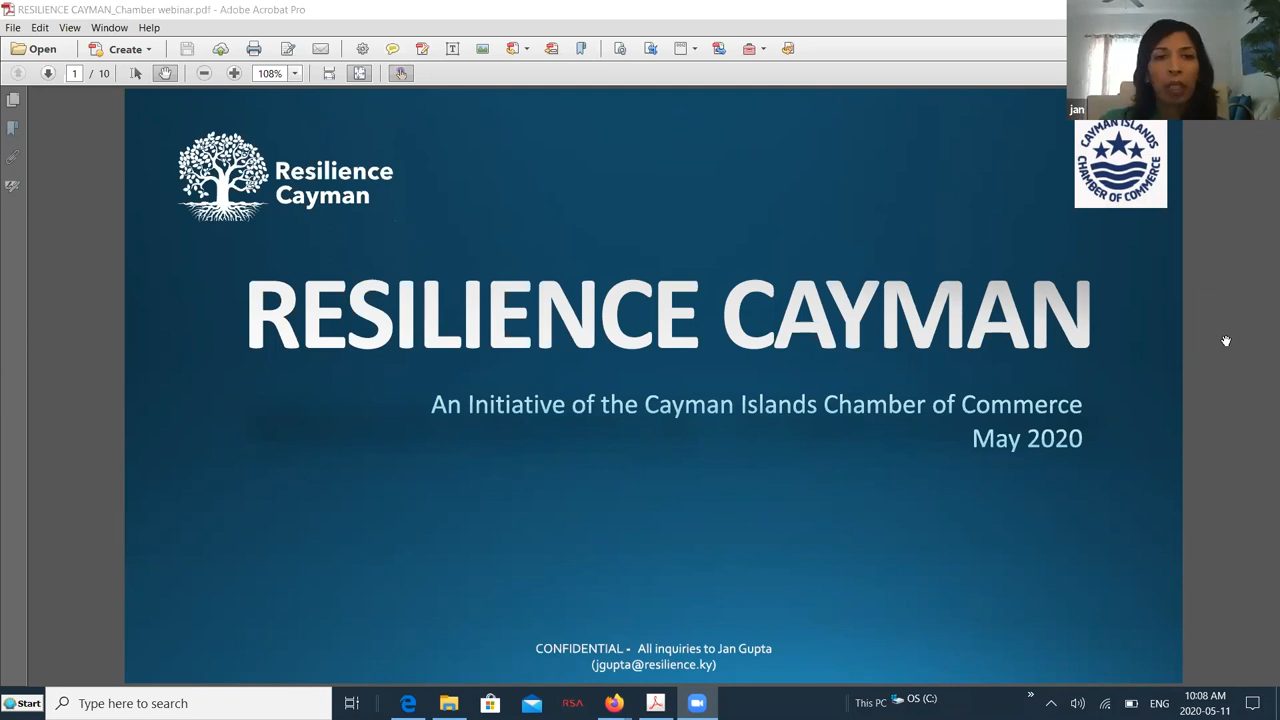 RESILIENCE CAYMAN_Chamber webinar.pdf - Adobe Acrobat Pro
File Edit View Window Help
Open Create
1 / 10 108%
jan
Resilience
Cayman
CAYMAN ISLANDS
CHAMBER OF COMMERCE
RESILIENCE CAYMAN
An Initiative of the Cayman Islands Chamber of Commerce
May 2020
CONFIDENTIAL - All inquiries to Jan Gupta
(jgupta@resilience.ky)
Start Type here to search RSA This PC OS (C:) » ENG 10:08 AM
2020-05-11